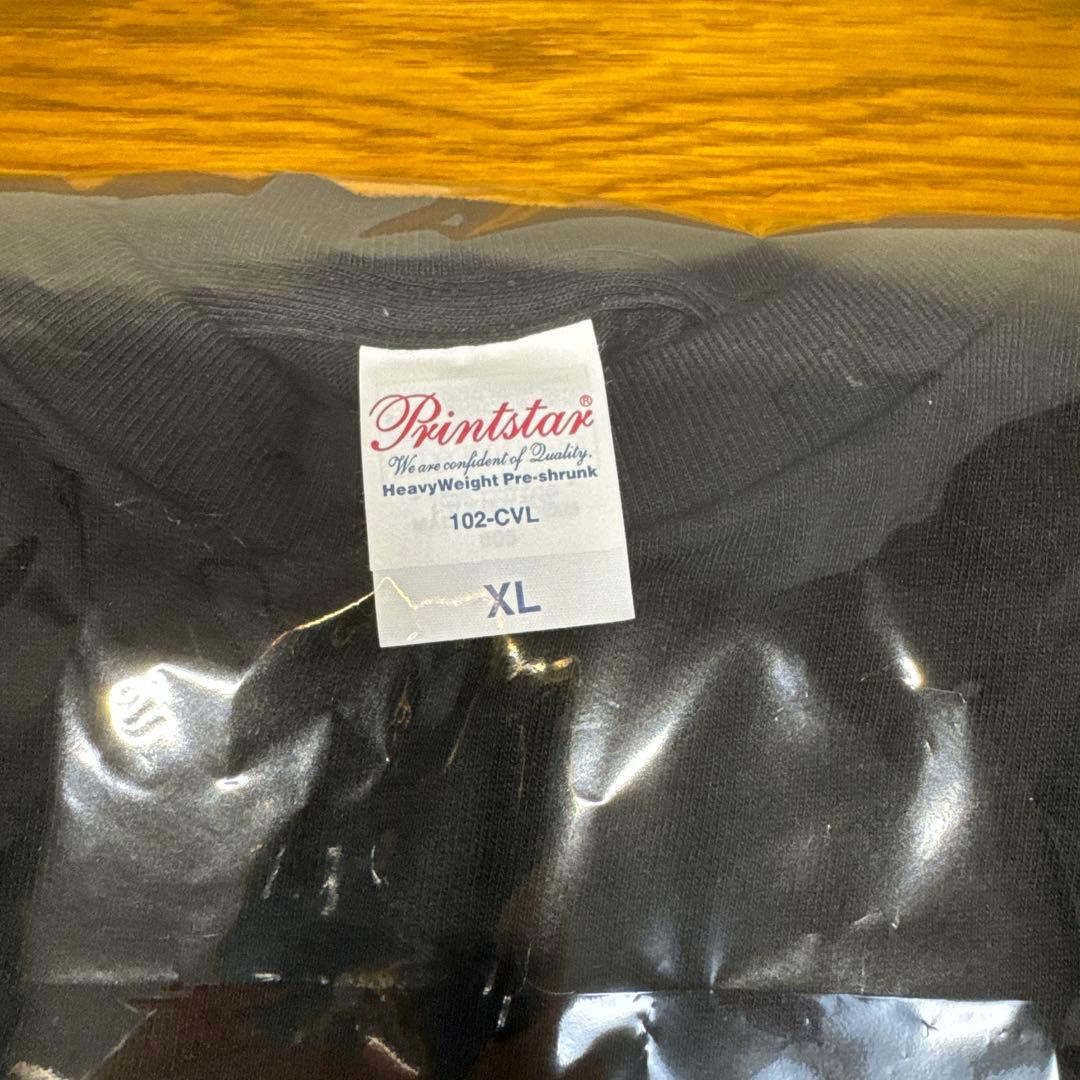 Printstar®
We are confident of Quality.
HeavyWeight Pre-shrunk
102-CVL
XL